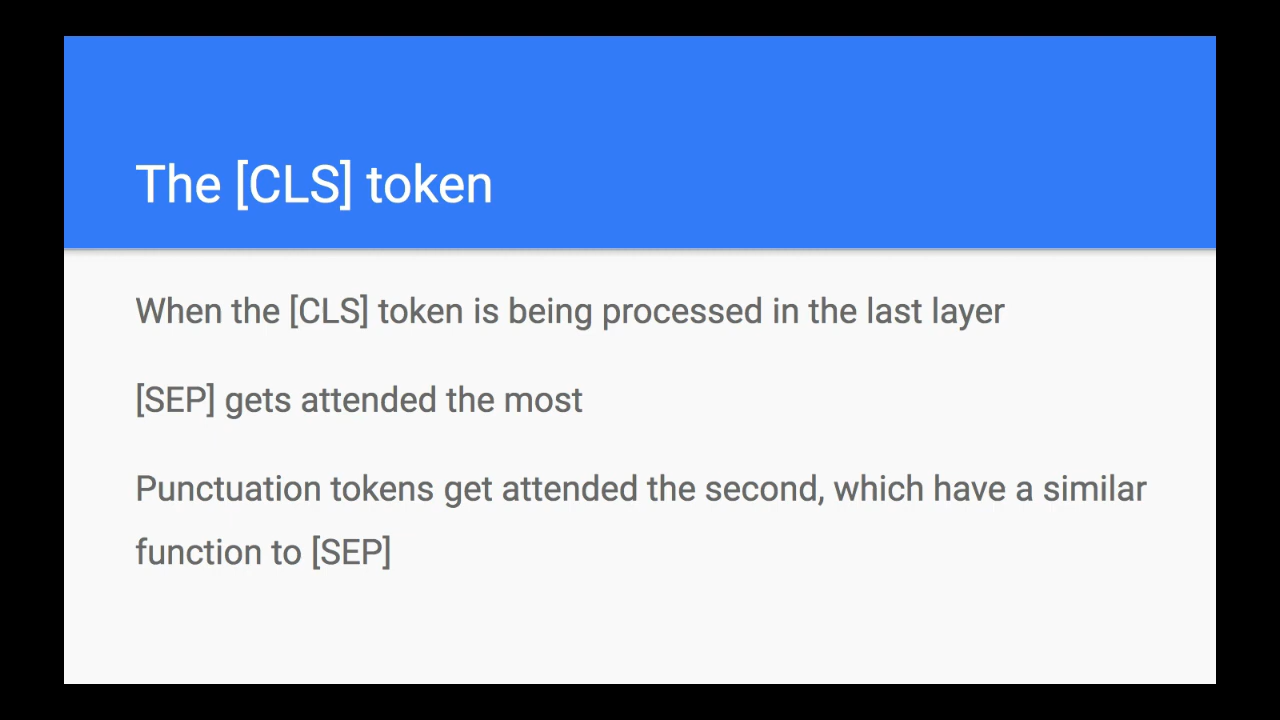 The [CLS] token
When the [CLS] token is being processed in the last layer
[SEP] gets attended the most
Punctuation tokens get attended the second, which have a similar
function to [SEP]